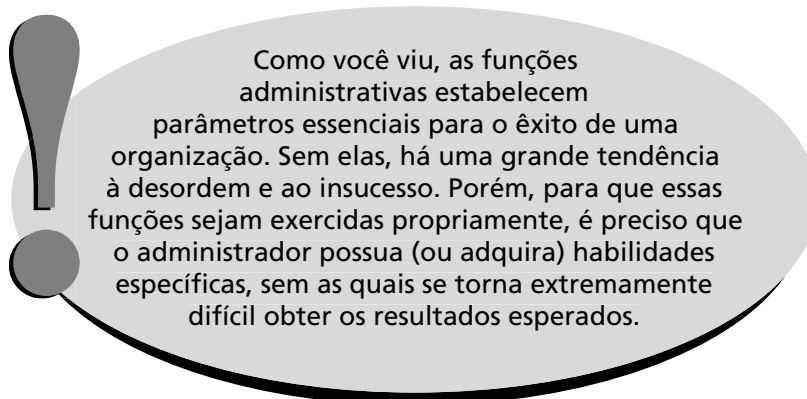 Como você viu, as funções
administrativas estabelecem
parâmetros essenciais para o êxito de uma
organização. Sem elas, há uma grande tendência
à desordem e ao insucesso. Porém, para que essas
funções sejam exercidas propriamente, é preciso que
o administrador possua (ou adquira) habilidades
específicas, sem as quais se torna extremamente
difícil obter os resultados esperados.